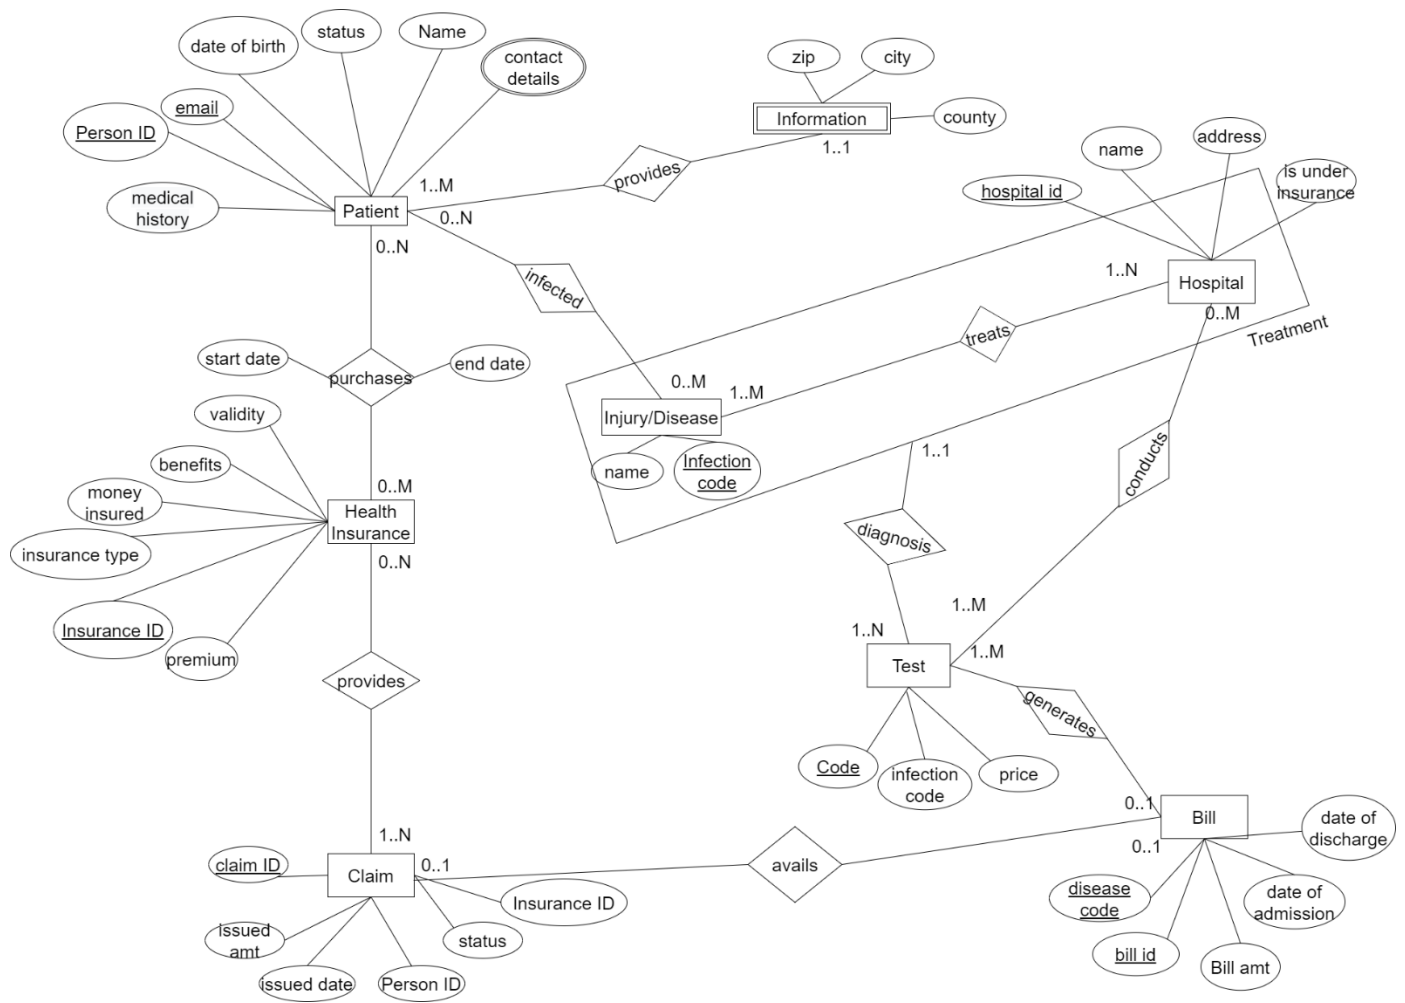 date of birth
status
Name
contact
details
email
Person ID
medical
history
Patient
1..M
0..N
0..N
provides
zip
city
Information
county
1..1
name
address
hospital id
is under
insurance
Hospital
1..N
0..M
Treatment
treats
infected
0..M
1..M
Injury/Disease
name
Infection
code
start date
purchases
end date
validity
benefits
money
insured
insurance type
Insurance ID
premium
0..M
Health
Insurance
0..N
provides
1..1
diagnosis
conducts
1..M
1..N
Test
1..M
generates
Code
infection
code
price
0..1
Bill
0..1
date of
discharge
disease
code
date of
admission
bill id
Bill amt
avails
1..N
0..1
claim ID
Claim
Insurance ID
issued
amt
status
issued date
Person ID